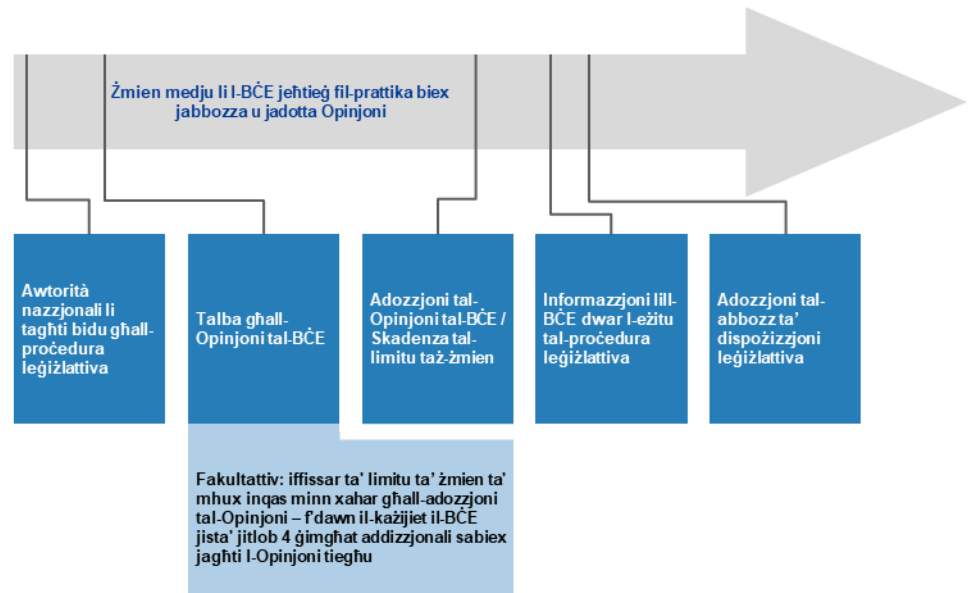 Żmien medju li l-BĊE jeħtieġ fil-prattika biex
jabbozza u jadotta Opinjoni
Awtorità
nazzjonali li
tagħti bidu għall-
proċedura
leġiżlattiva
Talba għall-
Opinjoni tal-BĊE
Adozzjoni tal-
Opinjoni tal-BĊE /
Skadenza tal-
limitu taż-żmien
Informazzjoni lill-
BĊE dwar l-eżitu
tal-proċedura
leġiżlattiva
Adozzjoni tal-
abbozz ta'
dispożizzjoni
leġiżlattiva
Fakultattiv: iffissar ta' limitu ta’ żmien ta'
mhux inqas minn xahar għall-adozzjoni
tal-Opinjoni – f'dawn il-każijiet il-BĊE
jista' jitlob 4 ġimgħat addizzjonali sabiex
jagħti l-Opinjoni tiegħu